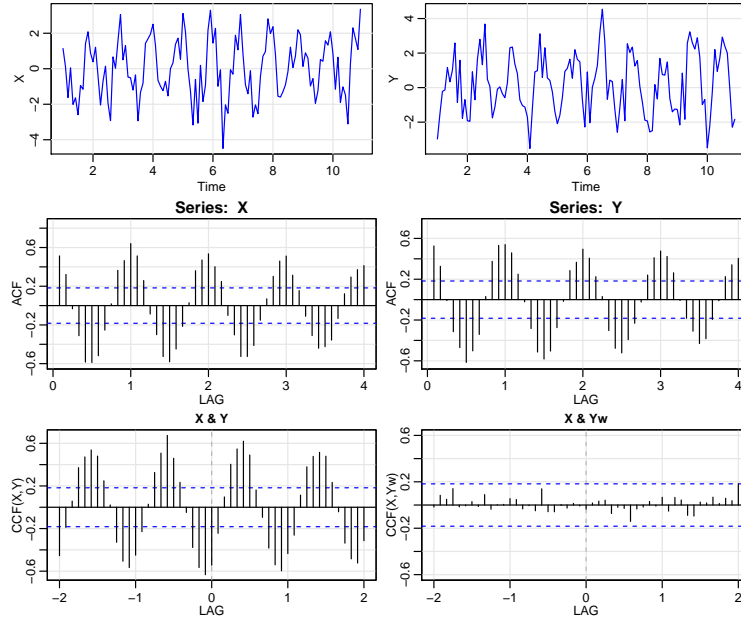 X
−4 −2 0 2
2 4 6 8 10
Time
Y
−2 0 2 4
2 4 6 8 10
Time
Series: X
ACF
−0.6 −0.2 0.2 0.6
0 1 2 3 4
LAG
Series: Y
ACF
−0.6 −0.2 0.2 0.6
0 1 2 3 4
LAG
X & Y
CCF(X,Y)
−0.6 −0.2 0.2 0.6
−2 −1 0 1 2
LAG
X & Yw
CCF(X,Yw)
−0.6 −0.2 0.2 0.6
−2 −1 0 1 2
LAG